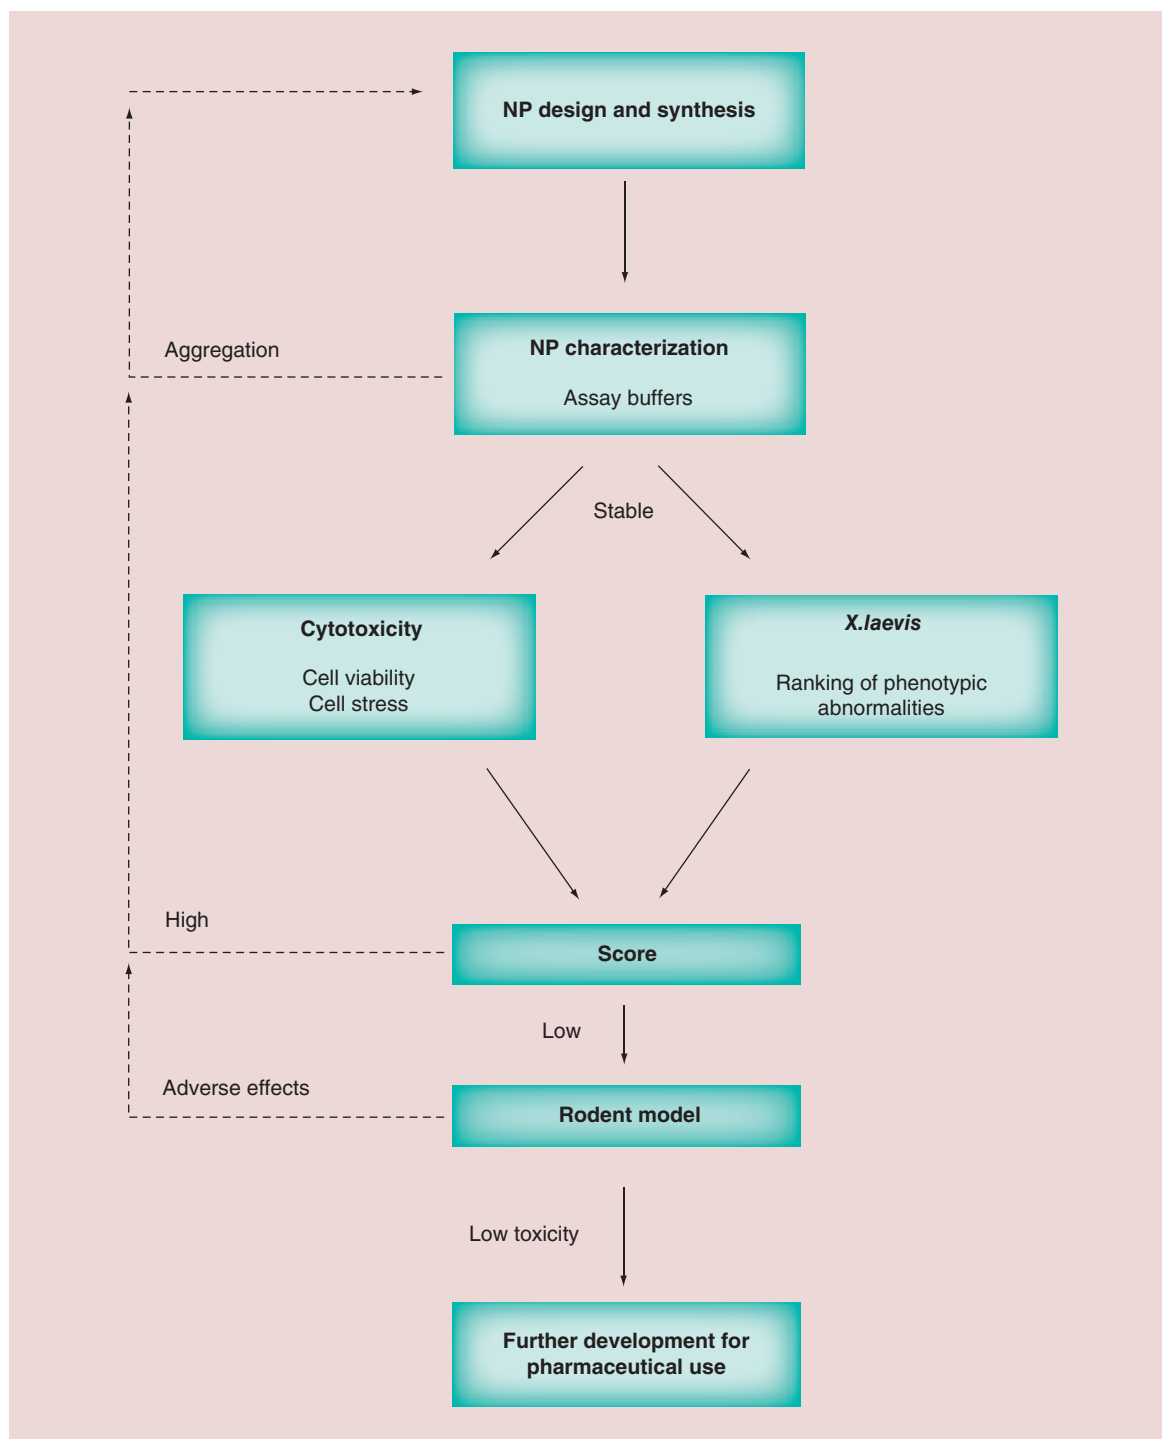 NP design and synthesis
NP characterization
Aggregation
Assay buffers
Stable
Cytotoxicity
Cell viability
Cell stress
X.laevis
Ranking of phenotypic
abnormalities
High
Score
Low
Adverse effects
Rodent model
Low toxicity
Further development for
pharmaceutical use